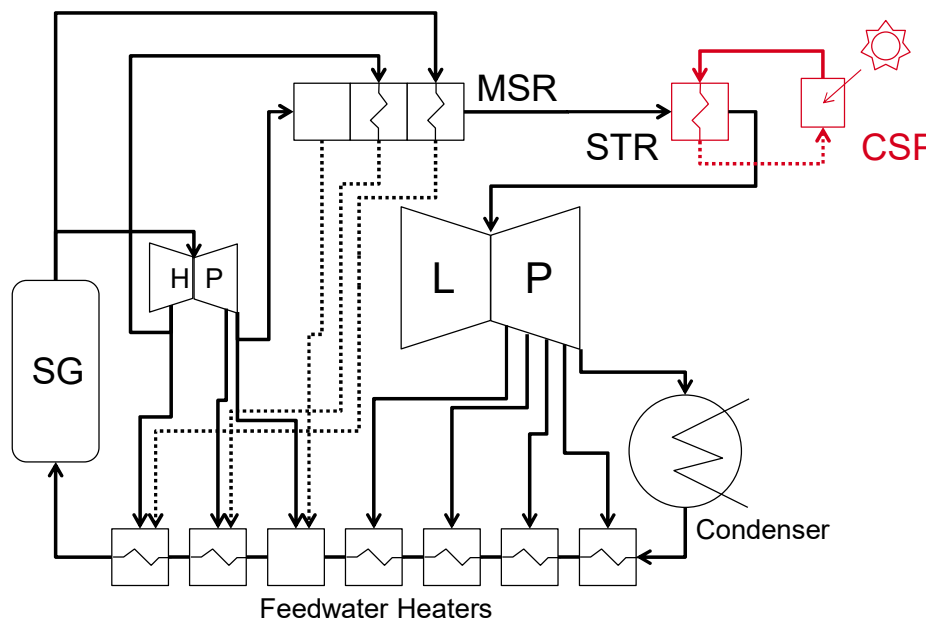 MSR
STR
CSP
H P
L P
SG
Condenser
Feedwater Heaters